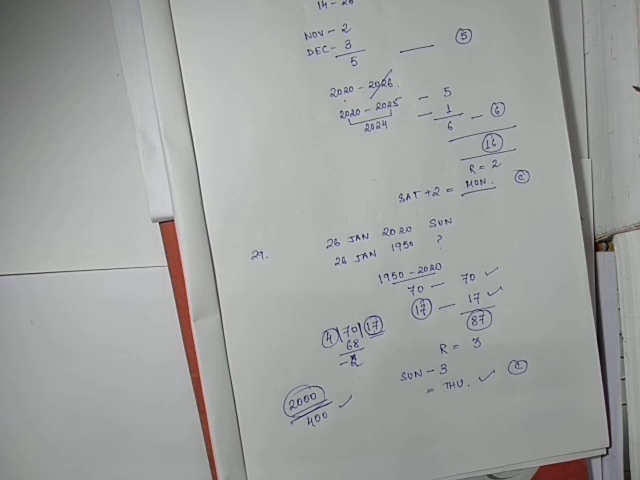 14 - 26
NOV - 2
DEC - 3 — 5
5
2020 - 2026.
2020 - 2025 - 5
2024 - 1
6 - 6
16
R = 2
SAT + 2 = MON. C
29. 26 JAN 2020 SUN
26 JAN 1950 ?
1950 - 2020
70 - 70 ✓
17 - 17 ✓
87
4 | 70 | 17
68
-2
R = 3
SUN - 3
= THU. ✓ C
2000 ✓
400